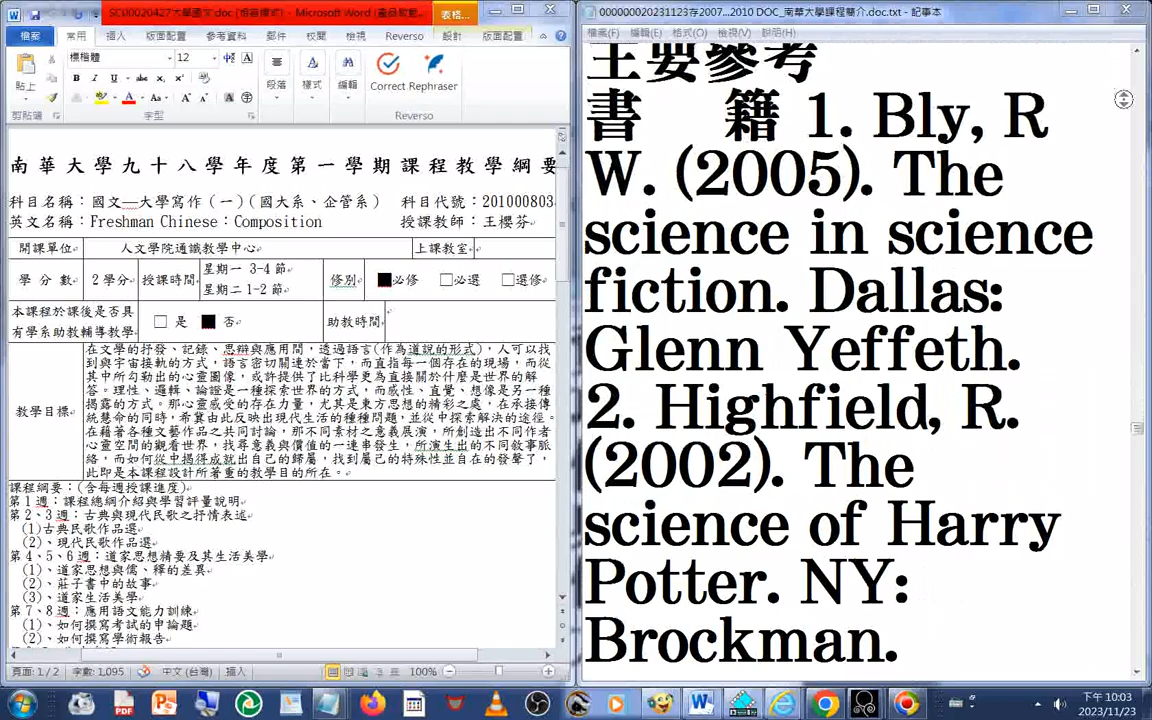 SC00020427大學國文.doc [相容模式] - Microsoft Word (產品啟動...
表格...
檔案 常用 插入 版面配置 參考資料 郵件 校閱 檢視 Reverso 設計 版面配置
標楷體 12
貼上 段落 樣式 編輯 Correct Rephraser
剪貼簿 字型 Reverso
南華大學九十八學年度第一學期課程教學綱要
科目名稱：國文—大學寫作（一）(國大系、企管系) 科目代號：201000803
英文名稱：Freshman Chinese：Composition 授課教師：王櫻芬
開課單位 人文學院通識教學中心 上課教室
學 分 數 2學分 授課時間 星期一 3-4節 修別 ■必修 □必選 □選修
星期二 1-2節
本課程於課後是否具 □ 是 ■ 否 助教時間
有學系助教輔導教學
教學目標
在文學的抒發、記錄、思辯與應用間，透過語言(作為道說的形式)，人可以找
到與宇宙接軌的方式，語言密切關連於當下，而直指每一個存在的現場，而從
其中所勾勒出的心靈圖像，或許提供了比科學更為直接關於什麼是世界的解
答。理性、邏輯、論證是一種探索世界的方式，而感性、直覺、想像是另一種
揭露的方式。那心靈感受的存在力量，尤其是東方思想的精彩之處，在承接傳
統慧命的同時，希冀由此反映出現代生活的種種問題，並從中探索解決的途徑。
在藉著各種文藝作品之共同討論，那不同素材之意義展演，所創造出不同作者
心靈空間的觀看世界，找尋意義與價值的一連串發生，所演生出的不同敘事脈
絡，而如何從中揭得成就出自己的歸屬，找到屬己的特殊性並自在的發聲了，
此即是本課程設計所著重的教學目的所在。
課程綱要：(含每週授課進度)
第1週：課程總綱介紹與學習評量說明
第2、3週：古典與現代民歌之抒情表述
(1)古典民歌作品選
(2)、現代民歌作品選
第4、5、6週：道家思想精要及其生活美學
(1)、道家思想與儒、釋的差異
(2)、莊子書中的故事
(3)、道家生活美學
第7、8週：應用語文能力訓練
(1)、如何撰寫考試的申論題
(2)、如何撰寫學術報告
頁面: 1/2 字數: 1,095 中文(台灣) 插入 100%
000000020231123存2007...2010 DOC_南華大學課程簡介.doc.txt - 記事本
檔案(F) 編輯(E) 格式(O) 檢視(V) 說明(H)
主要參考
書 籍 1. Bly, R
W. (2005). The
science in science
fiction. Dallas:
Glenn Yeffeth.
2. Highfield, R.
(2002). The
science of Harry
Potter. NY:
Brockman.
下午 10:03
2023/11/23